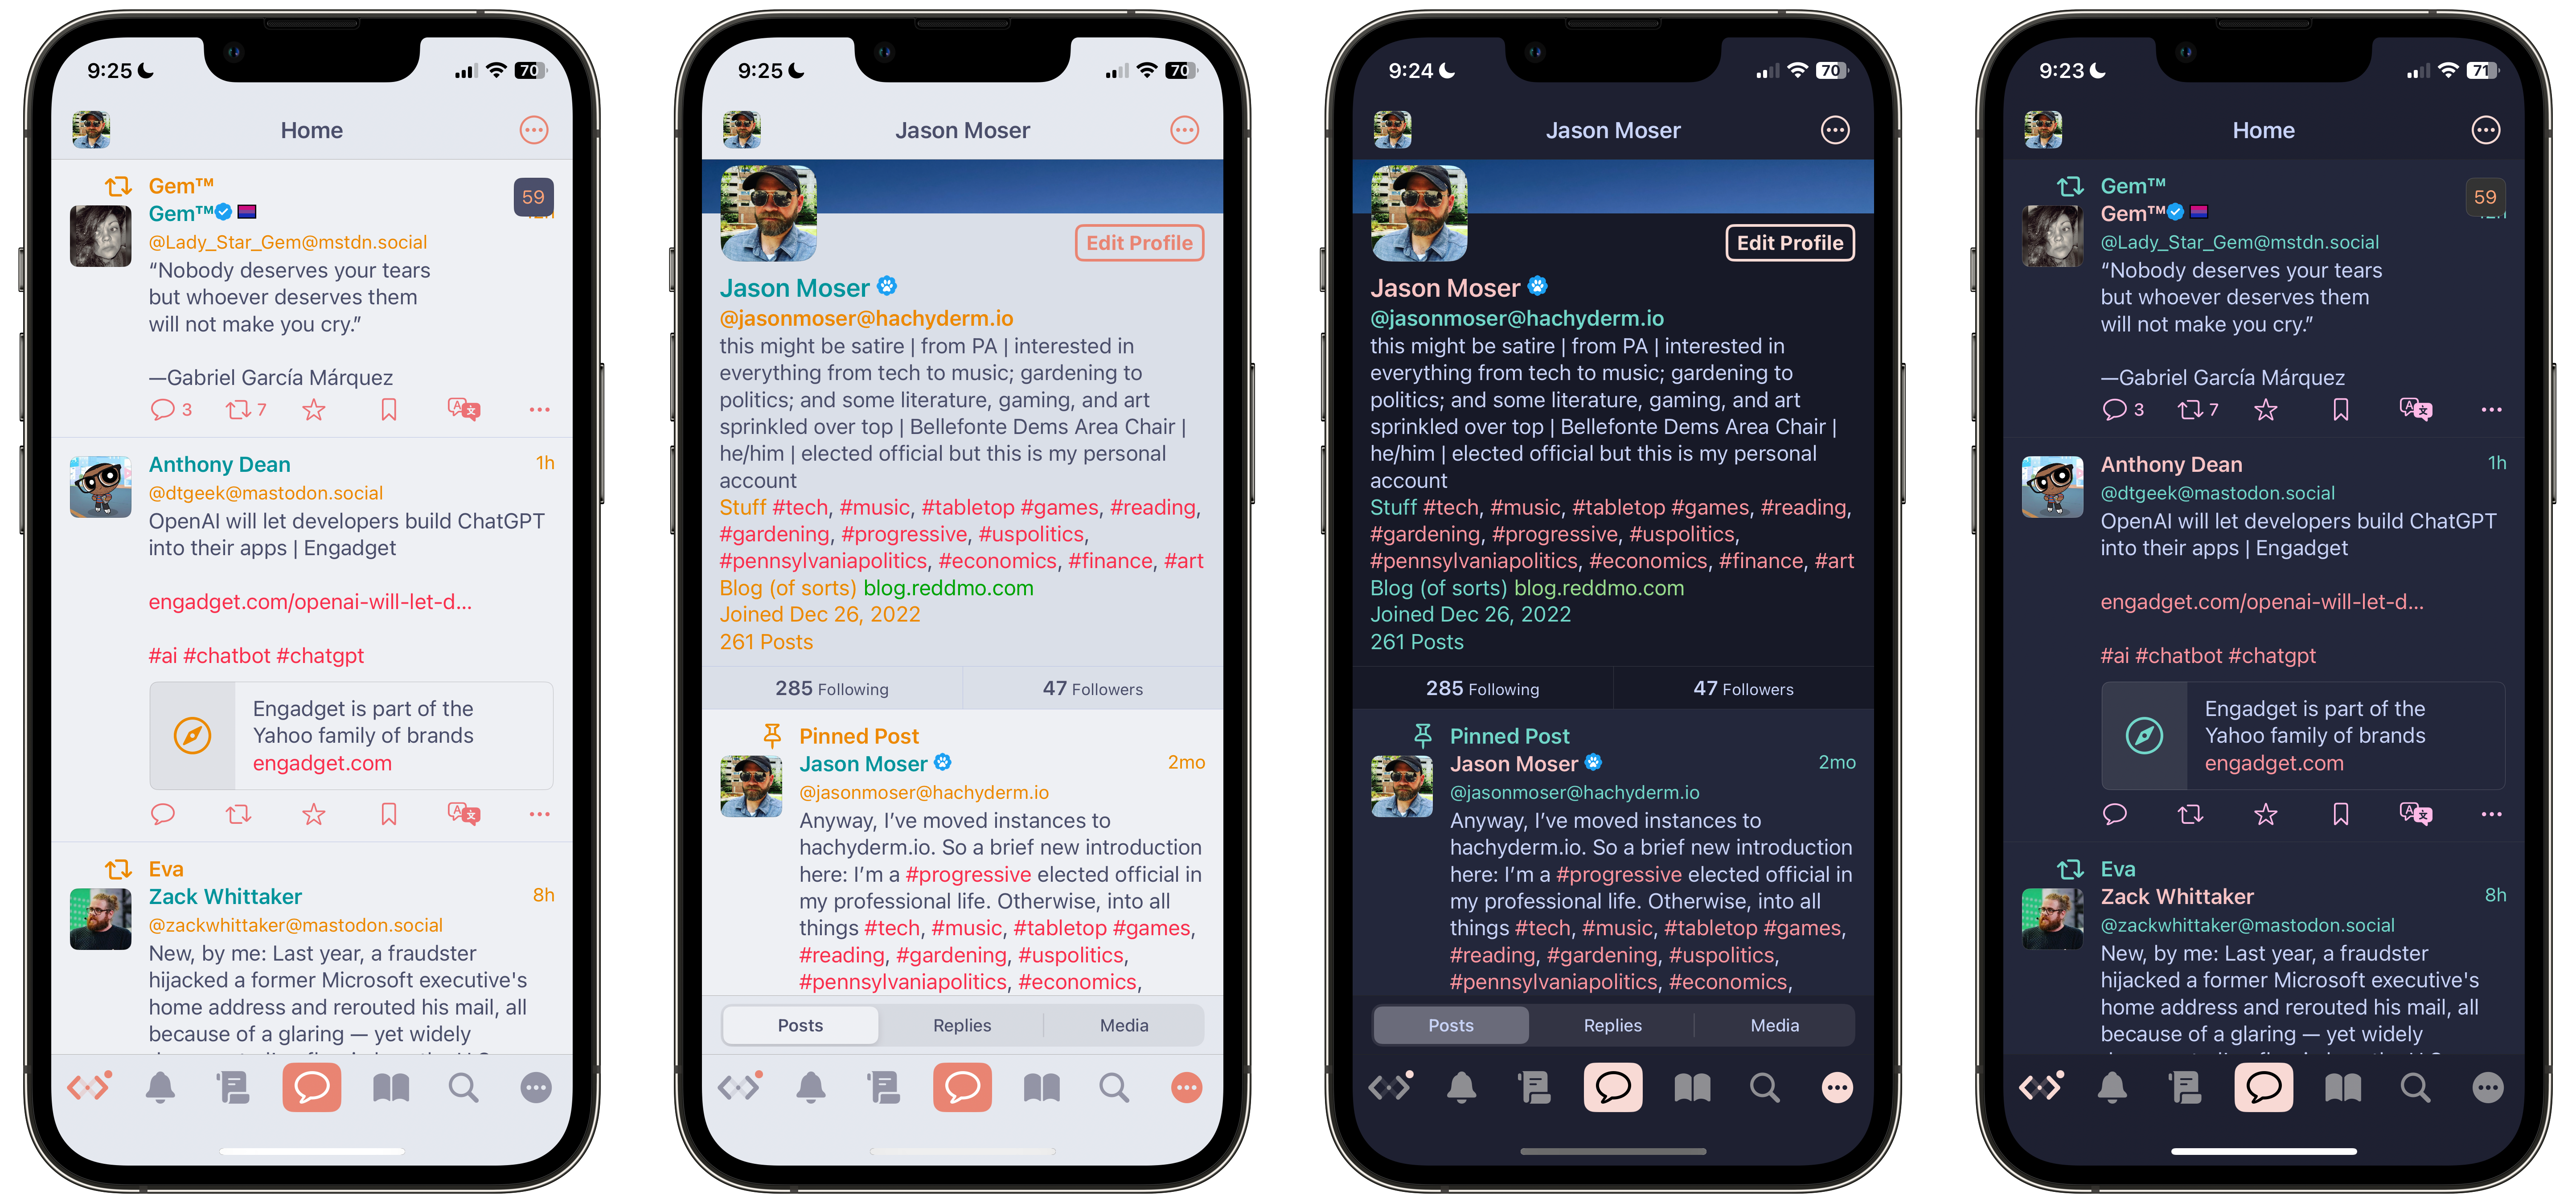 9:25
70
Home
Gem™
59
Gem™
@Lady_Star_Gem@mstdn.social
“Nobody deserves your tears
but whoever deserves them
will not make you cry.”
—Gabriel García Márquez
3
7
Anthony Dean
1h
@dtgeek@mastodon.social
OpenAI will let developers build ChatGPT
into their apps | Engadget
engadget.com/openai-will-let-d...
#ai #chatbot #chatgpt
Engadget is part of the
Yahoo family of brands
engadget.com
Eva
Zack Whittaker
8h
@zackwhittaker@mastodon.social
New, by me: Last year, a fraudster
hijacked a former Microsoft executive's
home address and rerouted his mail, all
because of a glaring — yet widely
9:25
70
Jason Moser
Edit Profile
Jason Moser
@jasonmoser@hachyderm.io
this might be satire | from PA | interested in
everything from tech to music; gardening to
politics; and some literature, gaming, and art
sprinkled over top | Bellefonte Dems Area Chair |
he/him | elected official but this is my personal
account
Stuff #tech, #music, #tabletop #games, #reading,
#gardening, #progressive, #uspolitics,
#pennsylvaniapolitics, #economics, #finance, #art
Blog (of sorts) blog.reddmo.com
Joined Dec 26, 2022
261 Posts
285 Following
47 Followers
Pinned Post
Jason Moser
2mo
@jasonmoser@hachyderm.io
Anyway, I’ve moved instances to
hachyderm.io. So a brief new introduction
here: I’m a #progressive elected official in
my professional life. Otherwise, into all
things #tech, #music, #tabletop #games,
#reading, #gardening, #uspolitics,
#pennsylvaniapolitics, #economics,
Posts
Replies
Media
9:24
70
Jason Moser
Edit Profile
Jason Moser
@jasonmoser@hachyderm.io
this might be satire | from PA | interested in
everything from tech to music; gardening to
politics; and some literature, gaming, and art
sprinkled over top | Bellefonte Dems Area Chair |
he/him | elected official but this is my personal
account
Stuff #tech, #music, #tabletop #games, #reading,
#gardening, #progressive, #uspolitics,
#pennsylvaniapolitics, #economics, #finance, #art
Blog (of sorts) blog.reddmo.com
Joined Dec 26, 2022
261 Posts
285 Following
47 Followers
Pinned Post
Jason Moser
2mo
@jasonmoser@hachyderm.io
Anyway, I’ve moved instances to
hachyderm.io. So a brief new introduction
here: I’m a #progressive elected official in
my professional life. Otherwise, into all
things #tech, #music, #tabletop #games,
#reading, #gardening, #uspolitics,
#pennsylvaniapolitics, #economics,
Posts
Replies
Media
9:23
71
Home
Gem™
59
Gem™
@Lady_Star_Gem@mstdn.social
“Nobody deserves your tears
but whoever deserves them
will not make you cry.”
—Gabriel García Márquez
3
7
Anthony Dean
1h
@dtgeek@mastodon.social
OpenAI will let developers build ChatGPT
into their apps | Engadget
engadget.com/openai-will-let-d...
#ai #chatbot #chatgpt
Engadget is part of the
Yahoo family of brands
engadget.com
Eva
Zack Whittaker
8h
@zackwhittaker@mastodon.social
New, by me: Last year, a fraudster
hijacked a former Microsoft executive's
home address and rerouted his mail, all
because of a glaring — yet widely